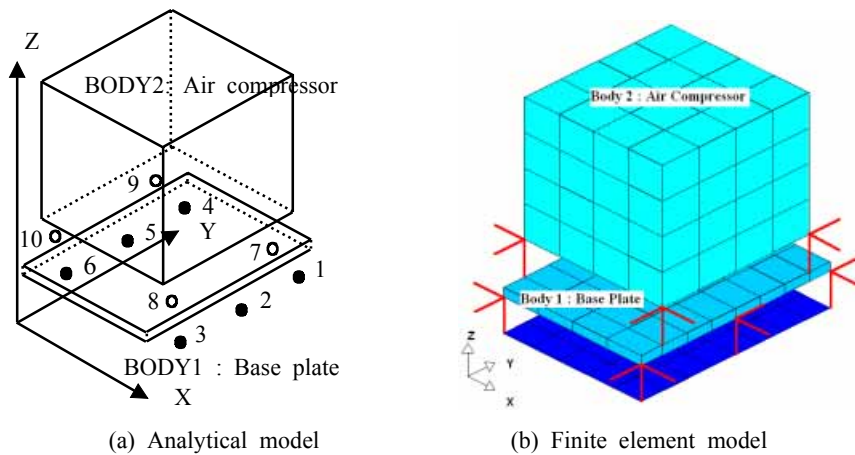 Z
BODY2: Air compressor
9
4
10
5
Y
7
6
1
8
2
3
BODY1 : Base plate
X
(a) Analytical model
Body 2 : Air Compressor
Body 1 : Base Plate
Z
Y
X
(b) Finite element model